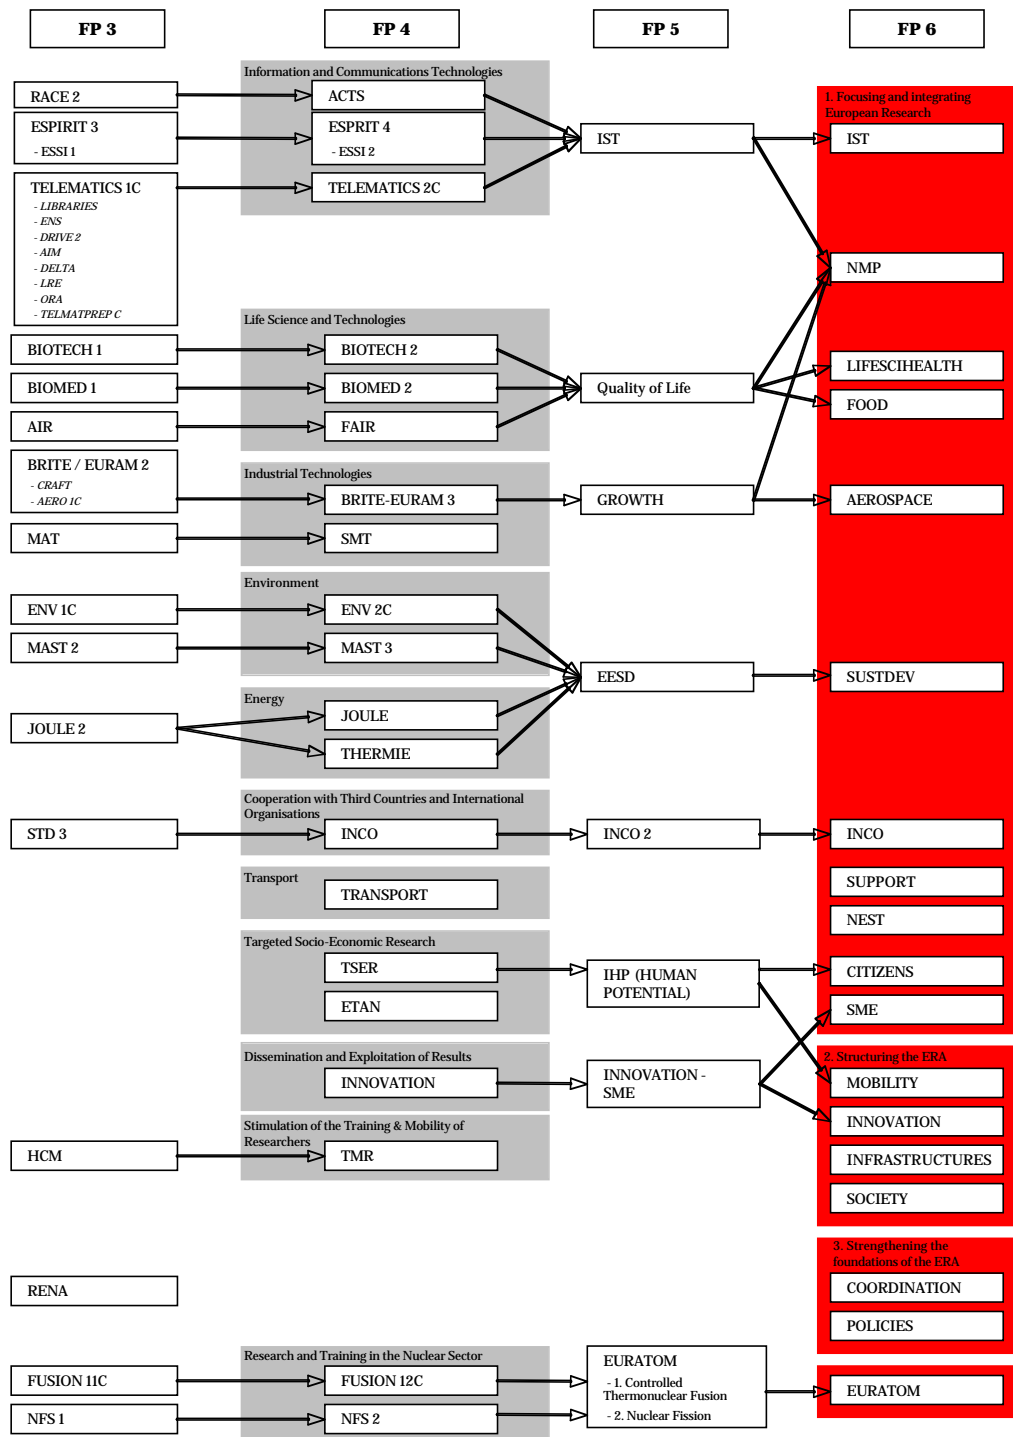 FP 3
FP 4
FP 5
FP 6
Information and Communications Technologies
RACE 2
ACTS
1. Focusing and integrating
European Research
ESPIRIT 3
- ESSI 1
ESPRIT 4
- ESSI 2
IST
IST
TELEMATICS 1C
- LIBRARIES
- ENS
- DRIVE 2
- AIM
- DELTA
- LRE
- ORA
- TELMATPREP C
TELEMATICS 2C
NMP
Life Science and Technologies
BIOTECH 1
BIOTECH 2
LIFESCIHEALTH
BIOMED 1
BIOMED 2
Quality of Life
FOOD
AIR
FAIR
BRITE / EURAM 2
- CRAFT
- AERO 1C
Industrial Technologies
BRITE-EURAM 3
GROWTH
AEROSPACE
MAT
SMT
Environment
ENV 1C
ENV 2C
MAST 2
MAST 3
EESD
SUSTDEV
Energy
JOULE 2
JOULE
THERMIE
Cooperation with Third Countries and International
Organisations
STD 3
INCO
INCO 2
INCO
Transport
TRANSPORT
SUPPORT
NEST
Targeted Socio-Economic Research
TSER
IHP (HUMAN
POTENTIAL)
CITIZENS
ETAN
SME
Dissemination and Exploitation of Results
INNOVATION
INNOVATION -
SME
2. Structuring the ERA
MOBILITY
INNOVATION
Stimulation of the Training & Mobility of
Researchers
HCM
TMR
INFRASTRUCTURES
SOCIETY
3. Strengthening the
foundations of the ERA
RENA
COORDINATION
POLICIES
Research and Training in the Nuclear Sector
FUSION 11C
FUSION 12C
EURATOM
- 1. Controlled
Thermonuclear Fusion
- 2. Nuclear Fission
EURATOM
NFS 1
NFS 2